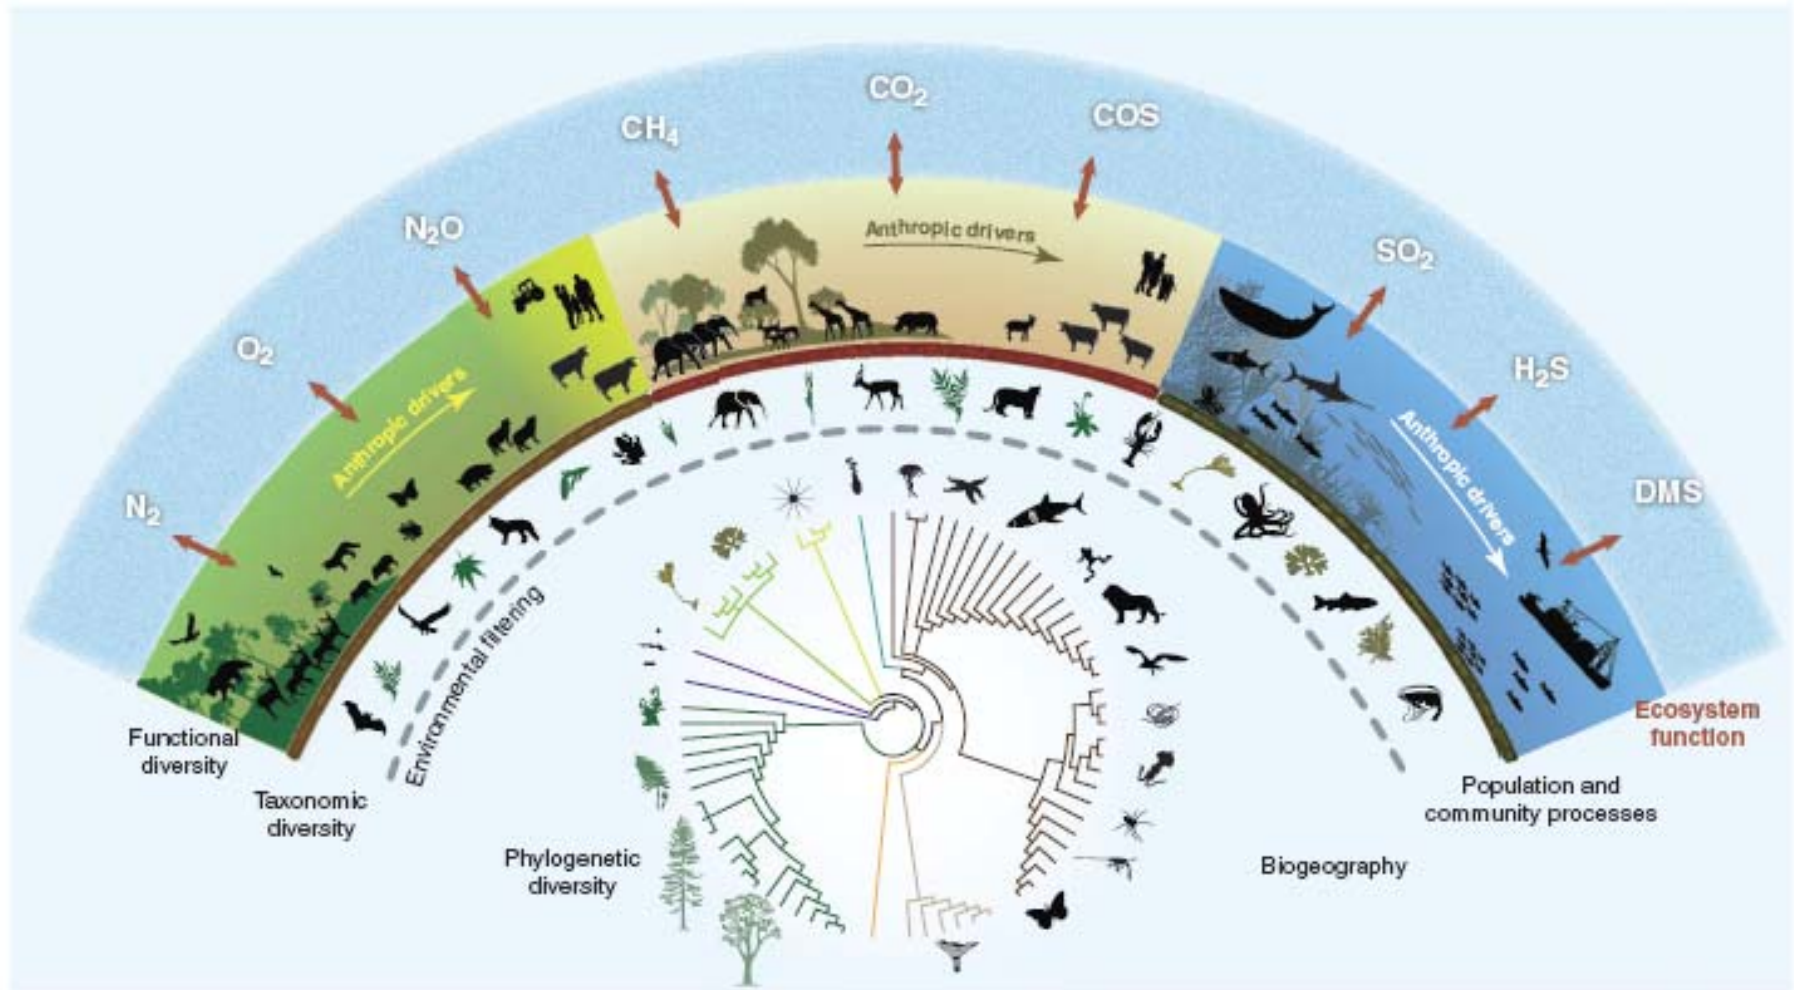 CO₂
COS
CH₄
N₂O
SO₂
O₂
H₂S
N₂
DMS
Anthropic drivers
Anthropic drivers
Anthropic drivers
Environmental filtering
Functional
diversity
Taxonomic
diversity
Phylogenetic
diversity
Biogeography
Population and
community processes
Ecosystem
function